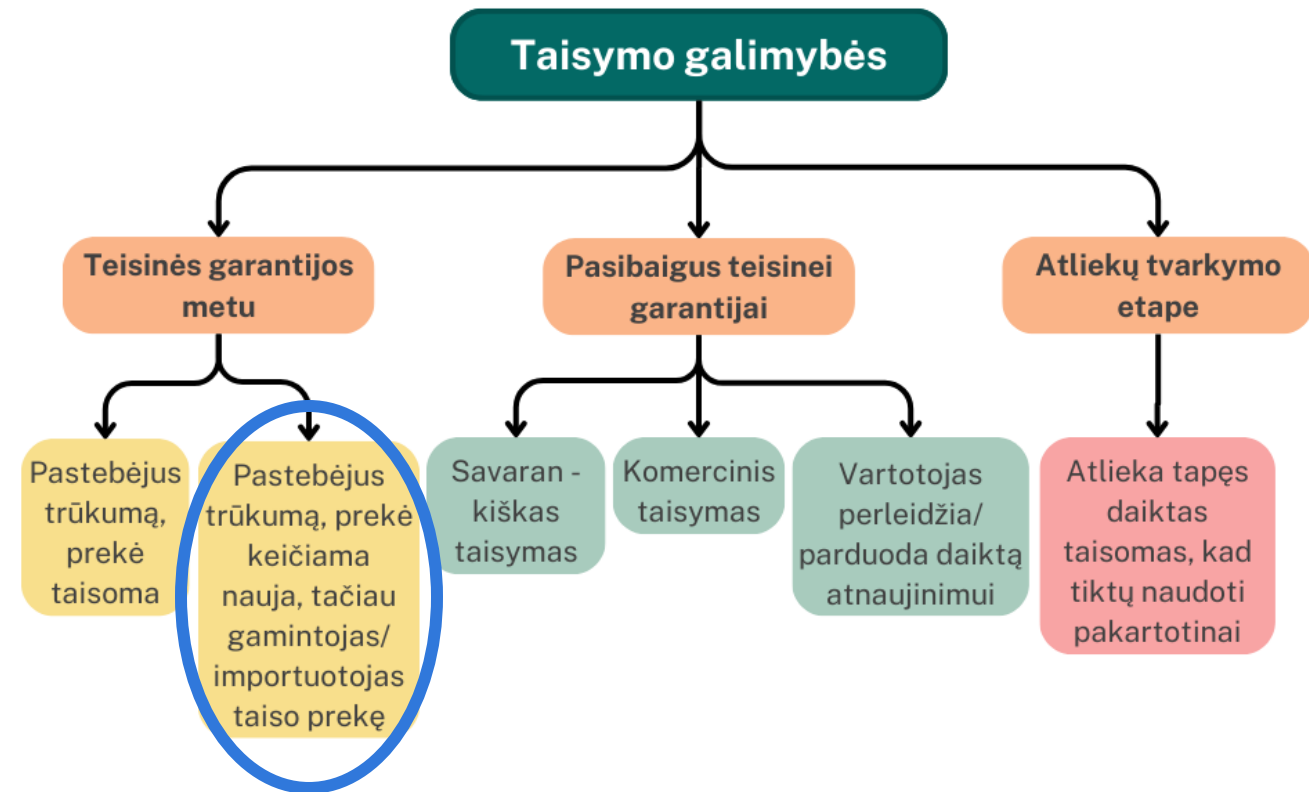 Taisymo galimybės
Teisinės garantijos
metu
Pasibaigus teisinei
garantijai
Atliekų tvarkymo
etape
Pastebėjus
trūkumą,
prekė
taisoma
Pastebėjus
trūkumą, prekė
keičiama
nauja, tačiau
gamintojas/
importuotojas
taiso prekę
Savaran -
kiškas
taisymas
Komercinis
taisymas
Vartotojas
perleidžia/
parduoda daiktą
atnaujinimui
Atlieka tapęs
daiktas
taisomas, kad
tiktų naudoti
pakartotinai